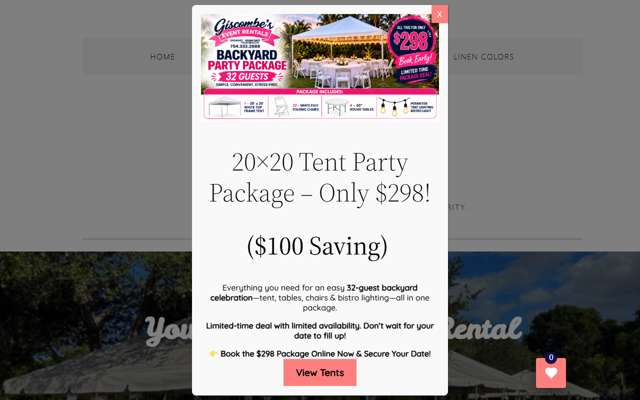 HOME
LINEN COLORS
X
Giscombe's
EVENT RENTALS
BACKYARD
PARTY PACKAGE
32 GUESTS
SIMPLE. CONVENIENT. STRESS-FREE.
ALL THIS FOR ONLY
$298
Book Early!
LIMITED TIME
PACKAGE DEAL!
PACKAGE INCLUDES:
20×20 Tent Party
Package – Only $298!
($100 Saving)
Everything you need for an easy 32-guest backyard
celebration—tent, tables, chairs & bistro lighting—all in one
package.
Limited-time deal with limited availability. Don't wait for your
date to fill up!
👉 Book the $298 Package Online Now & Secure Your Date!
View Tents
Rental
0